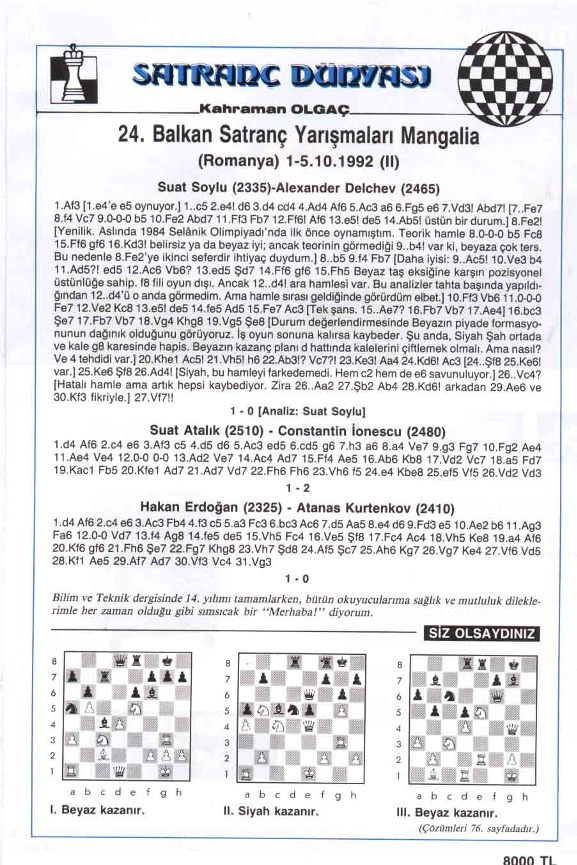 SATRANÇ DÜNYASI
Kahraman OLGAÇ
24. Balkan Satranç Yarışmaları Mangalia
(Romanya) 1-5.10.1992 (II)
Suat Soylu (2335)-Alexander Delchev (2465)
1.Af3 [1.e4'e e5 oynuyor.] 1..c5 2.e4! d6 3.d4 cd4 4.Ad4 Af6 5.Ac3 a6 6.Fg5 e6 7.Vd3! Abd7! [7..Fe7
8.f4 Vc7 9.0-0-0 b5 10.Fe2 Abd7 11.Ff3 Fb7 12.Ff6! Af6 13.e5! de5 14.Ab5! üstün bir durum.] 8.Fe2!
[Yenilik. Aslında 1984 Selânik Olimpiyadı'nda ilk önce oynamıştım. Teorik hamle 8.0-0-0 b5 Fc8
15.Ff6 gf6 16.Kd3! belirsiz ya da beyaz iyi; ancak teorinin görmediği 9..b4! var ki, beyaza çok ters.
Bu nedenle 8.Fe2'ye ikinci seferdir ihtiyaç duydum.] 8..b5 9.f4 Fb7 [Daha iyisi: 9..Ac5! 10.Ve3 b4
11.Ad5?! ed5 12.Ac6 Vb6? 13.ed5 Şd7 14.Ff6 gf6 15.Fh5 Beyaz taş eksiğine karşın pozisyonel
üstünlüğe sahip. f8 fili oyun dışı. Ancak 12..d4! ara hamlesi var. Bu analizler tahta başında yapıldı-
ğından 12..d4'ü o anda görmedim. Ama hamle sırası geldiğinde görürdüm elbet.] 10.Ff3 Vb6 11.0-0-0
Fe7 12.Ve2 Kc8 13.e5! de5 14.fe5 Ad5 15.Fe7 Ac3 [Tek şans. 15..Ae7? 16.Fb7 Vb7 17.Ae4] 16.bc3
Şe7 17.Fb7 Vb7 18.Vg4 Khg8 19.Vg5 Şe8 [Durum değerlendirmesinde Beyazın piyade formasyo-
nunun dağınık olduğunu görüyoruz. İş oyun sonuna kalırsa kaybeder. Şu anda, Siyah Şah ortada
ve kale g8 karesinde hapis. Beyazın kazanç planı d hattında kalelerini çiftlemek olmalı. Ama nasıl?
Ve 4 tehdidi var.] 20.Khe1 Ac5! 21.Vh5! h6 22.Ab3!? Vc7?! 23.Ke3! Aa4 24.Kd6! Ac3 [24..Şf8 25.Ke6!
var.] 25.Ke6 Şf8 26.Ad4! [Siyah, bu hamleyi farkedemedi. Hem c2 hem de e6 savunuluyor.] 26..Vc4?
[Hatalı hamle ama artık hepsi kaybediyor. Zira 26..Aa2 27.Şb2 Ab4 28.Kd6! arkadan 29.Ae6 ve
30.Kf3 fikriyle.] 27.Vf7!!
1 - 0 [Analiz: Suat Soylu]
Suat Atalık (2510) - Constantin İonescu (2480)
1.d4 Af6 2.c4 e6 3.Af3 c5 4.d5 d6 5.Ac3 ed5 6.cd5 g6 7.h3 a6 8.a4 Ve7 9.g3 Fg7 10.Fg2 Ae4
11.Ae4 Ve4 12.0-0 0-0 13.Ad2 Ve7 14.Ac4 Ad7 15.Ff4 Ae5 16.Ab6 Kb8 17.Vd2 Vc7 18.a5 Fd7
19.Kac1 Fb5 20.Kfe1 Ad7 21.Ad7 Vd7 22.Fh6 Fh6 23.Vh6 f5 24.e4 Kbe8 25.ef5 Vf5 26.Vd2 Vd3
1 - 2
Hakan Erdoğan (2325) - Atanas Kurtenkov (2410)
1.d4 Af6 2.c4 e6 3.Ac3 Fb4 4.f3 c5 5.a3 Fc3 6.bc3 Ac6 7.d5 Aa5 8.e4 d6 9.Fd3 e5 10.Ae2 b6 11.Ag3
Fa6 12.0-0 Vd7 13.f4 Ag8 14.fe5 de5 15.Vh5 Fc4 16.Ve5 Şf8 17.Fc4 Ac4 18.Vh5 Ke8 19.a4 Af6
20.Kf6 gf6 21.Fh6 Şe7 22.Fg7 Khg8 23.Vh7 Şd8 24.Af5 Şc7 25.Ah6 Kg7 26.Vg7 Ke4 27.Vf6 Vd5
28.Kf1 Ae5 29.Af7 Ad7 30.Vf3 Vc4 31.Vg3
1 - 0
Bilim ve Teknik dergisinde 14. yılımı tamamlarken, bütün okuyucularıma sağlık ve mutluluk dilekle-
rimle her zaman olduğu gibi sımsıcak bir "Merhaba!" diyorum.
SİZ OLSAYDINIZ
8 8 8
7 7 7
6 6 6
5 5 5
4 4 4
3 3 3
2 2 2
1 1 1
a b c d e f g h a b c d e f g h a b c d e f g h
I. Beyaz kazanır. II. Siyah kazanır. III. Beyaz kazanır.
(Çözümleri 76. sayfadadır.)
8000 TL